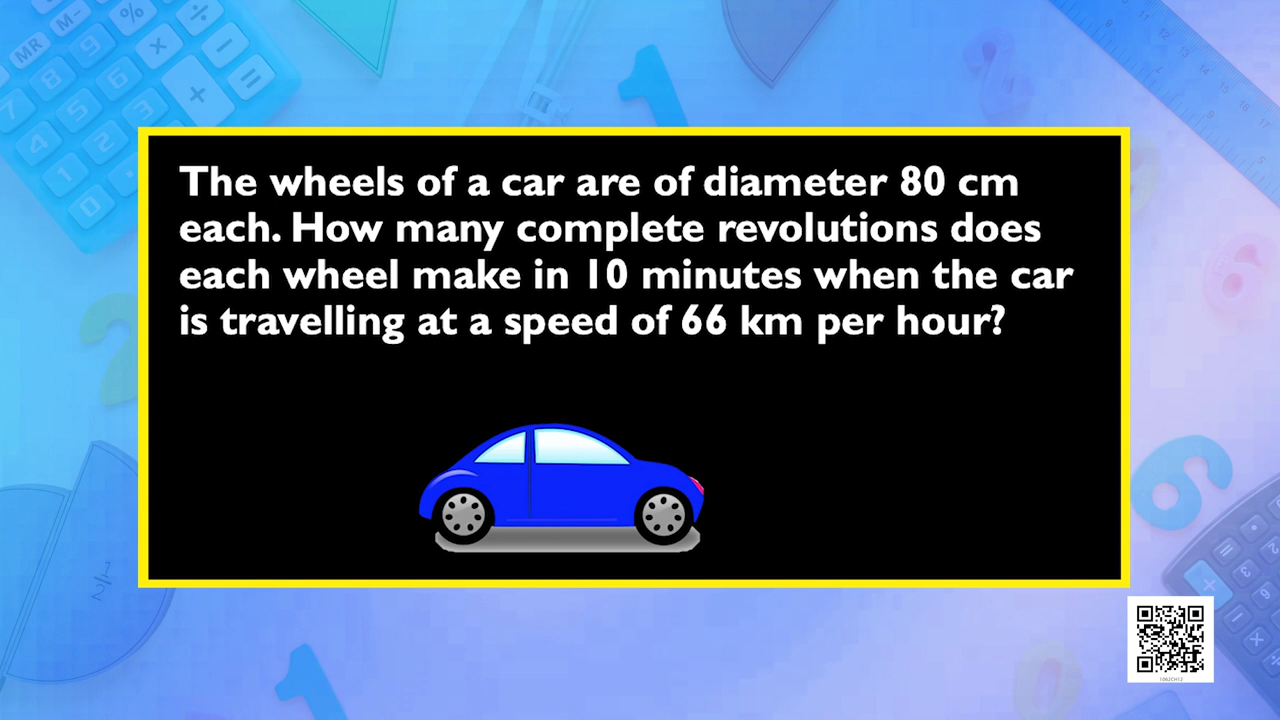 The wheels of a car are of diameter 80 cm
each. How many complete revolutions does
each wheel make in 10 minutes when the car
is travelling at a speed of 66 km per hour?
1062CH12